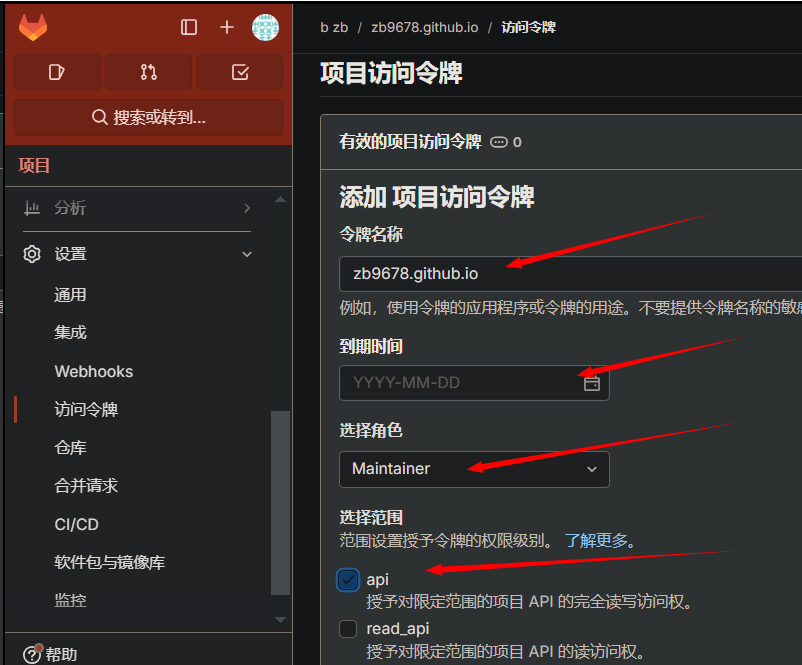 b zb / zb9678.github.io / 访问令牌
搜索或转到...
项目
分析
设置
通用
集成
Webhooks
访问令牌
仓库
合并请求
CI/CD
软件包与镜像库
监控
帮助
项目访问令牌
有效的项目访问令牌 0
添加 项目访问令牌
令牌名称
zb9678.github.io
例如，使用令牌的应用程序或令牌的用途。不要提供令牌名称的敏感
到期时间
YYYY-MM-DD
选择角色
Maintainer
选择范围
范围设置授予令牌的权限级别。 了解更多。
api
授予对限定范围的项目 API 的完全读写访问权。
read_api
授予对限定范围的项目 API 的读访问权。